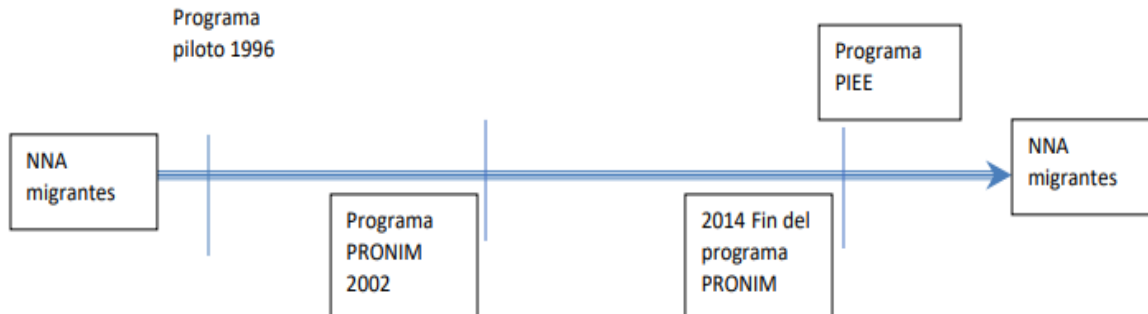 Programa
piloto 1996
Programa
PIEE
NNA
migrantes
NNA
migrantes
Programa
PRONIM
2002
2014 Fin del
programa
PRONIM